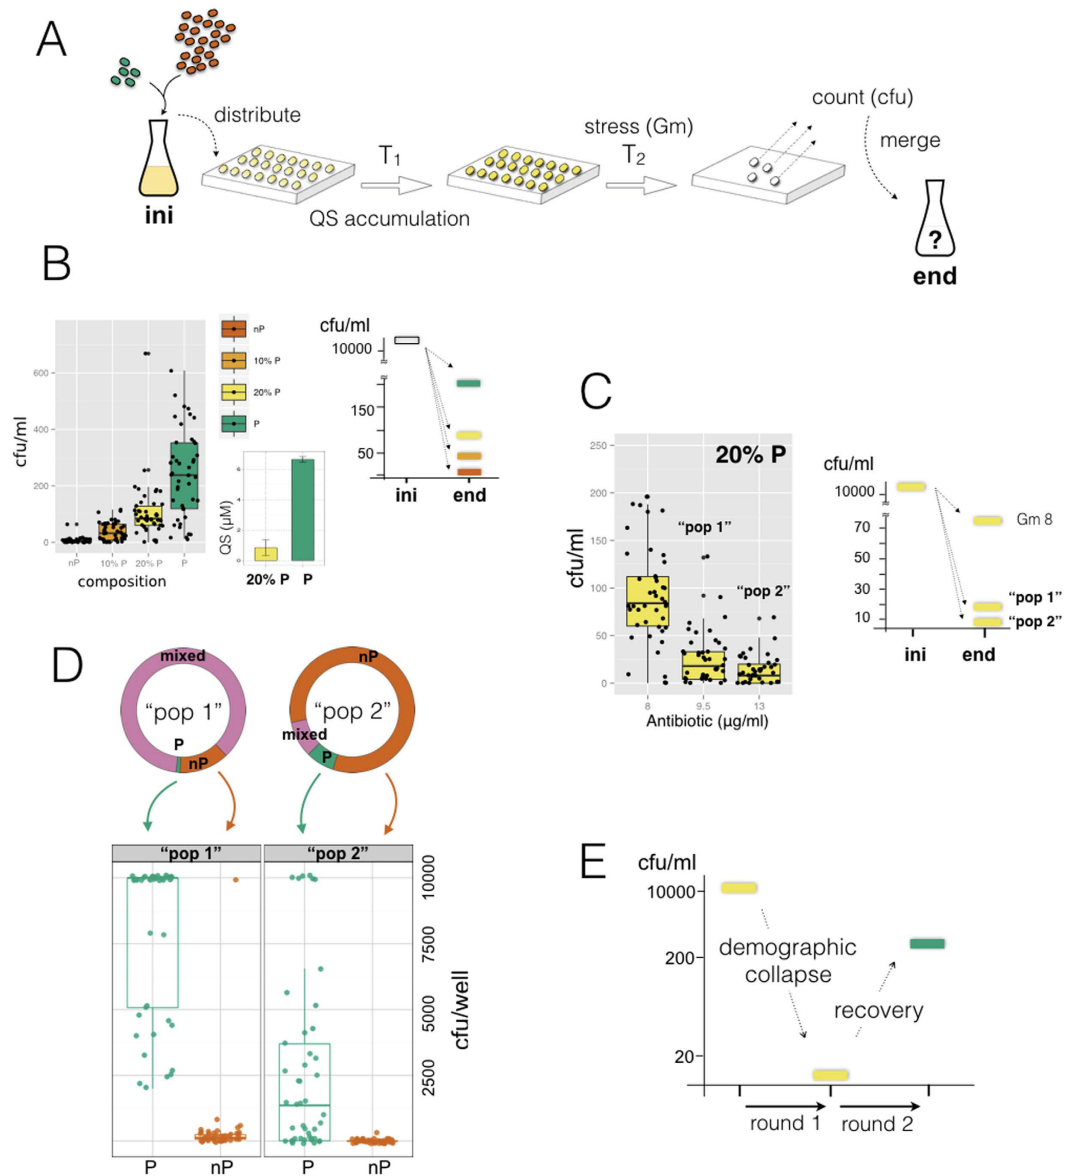 A
distribute
ini
T1
QS accumulation
stress (Gm)
T2
count (cfu)
merge
?
end
B
cfu/ml
600
400
200
0
nP
10% P
20% P
P
composition
nP
10% P
20% P
P
QS (µM)
6
4
2
0
20% P
P
cfu/ml
10000
150
50
ini
end
C
20% P
cfu/ml
250
200
150
100
50
0
"pop 1"
"pop 2"
8
9.5
13
Antibiotic (µg/ml)
cfu/ml
10000
70
50
30
10
Gm 8
"pop 1"
"pop 2"
ini
end
D
mixed
"pop 1"
P
nP
nP
"pop 2"
mixed
P
"pop 1"
"pop 2"
10000
7500
5000
2500
cfu/well
P
nP
P
nP
E
cfu/ml
10000
200
20
demographic
collapse
recovery
round 1
round 2